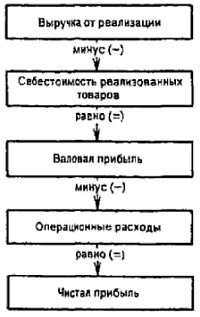 Выручка от реализации
минус (−)
Себестоимость реализованных
товаров
равно (=)
Валовая прибыль
минус (−)
Операционные расходы
равно (=)
Чистая прибыль